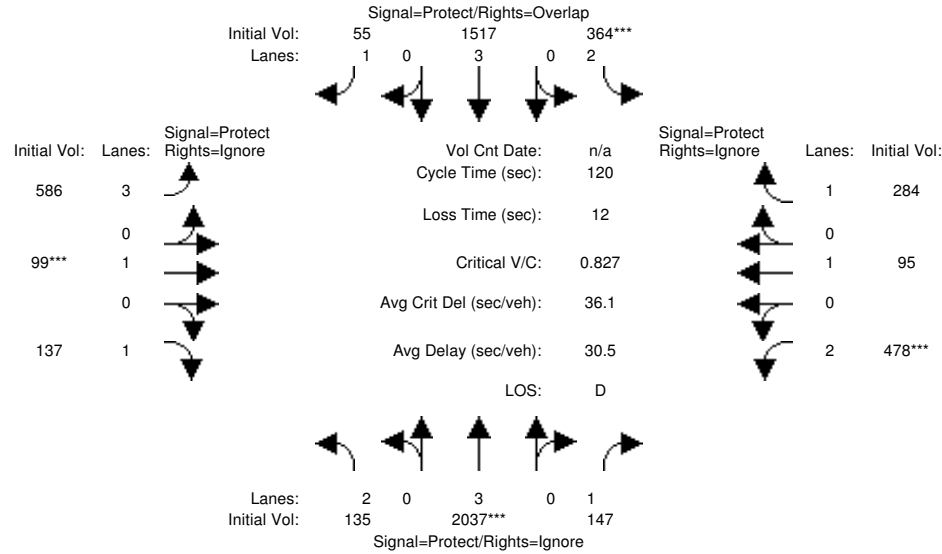 Signal=Protect/Rights=Overlap
Initial Vol: 55 1517 364***
Lanes: 1 0 3 0 2
Signal=Protect
Initial Vol: Lanes: Rights=Ignore
Vol Cnt Date: n/a
Signal=Protect
Rights=Ignore Lanes: Initial Vol:
Cycle Time (sec): 120
586 3
1 284
Loss Time (sec): 12
0
0
99*** 1
Critical V/C: 0.827
1 95
0
Avg Crit Del (sec/veh): 36.1
0
137 1
Avg Delay (sec/veh): 30.5
2 478***
LOS: D
Lanes: 2 0 3 0 1
Initial Vol: 135 2037*** 147
Signal=Protect/Rights=Ignore